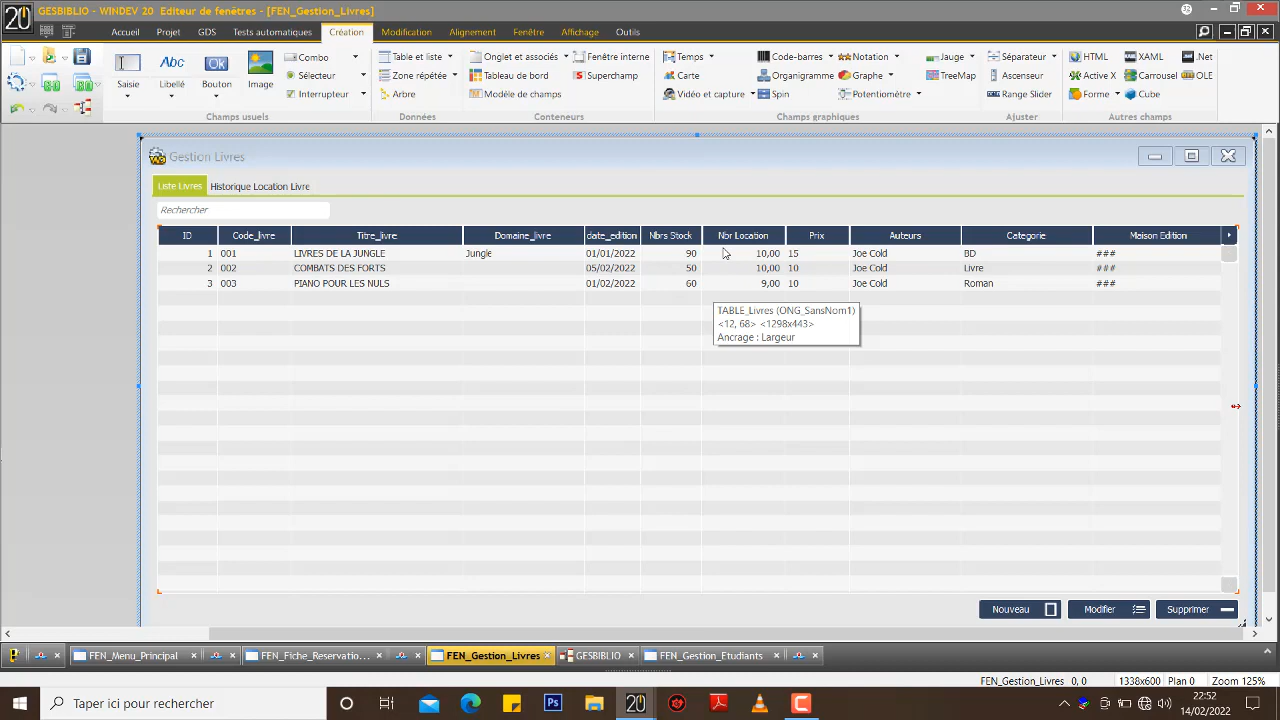 GESBIBLIO - WINDEV 20 Editeur de fenêtres - [FEN_Gestion_Livres]
20
Accueil Projet GDS Tests automatique Création Modification Alignement Fenêtre Affichage Outils
Saisie Libellé Bouton Image
Abc Ok
Combo
Sélecteur
Interrupteur
Champs usuels
Table et liste
Zone répétée
Arbre
Données
Onglet et associés Fenêtre interne
Tableau de bord Superchamp
Modèle de champs
Conteneurs
Temps Code-barres Notation Jauge
Carte Organigramme Graphe TreeMap
Vidéo et capture Spin Potentiomètre
Champs graphiques
Séparateur
Ascenseur
Range Slider
Ajuster
HTML XAML .Net
Active X Carrousel OLE
Forme Cube
Autres champs
Gestion Livres
Liste Livres Historique Location Livre
Rechercher
ID Code_livre Titre_livre Domaine_livre date_edition Nbrs Stock Nbr Location Prix Auteurs Categorie Maison Edition
1 001 LIVRES DE LA JUNGLE Jungle 01/01/2022 90 10,00 15 Joe Cold BD ###
2 002 COMBATS DES FORTS 05/02/2022 50 10,00 10 Joe Cold Livre ###
3 003 PIANO POUR LES NULS 01/02/2022 60 9,00 10 Joe Cold Roman ###
TABLE_Livres (ONG_SansNom1)
<12, 68> <1298x443>
Ancrage : Largeur
Nouveau Modifier Supprimer
FEN_Menu_Principal FEN_Fiche_Reservatio... FEN_Gestion_Livres GESBIBLIO FEN_Gestion_Etudiants
FEN_Gestion_Livres 0, 0 1338x600 Plan 0 Zoom 125%
Taper ici pour rechercher
Ps
20
22:52
14/02/2022